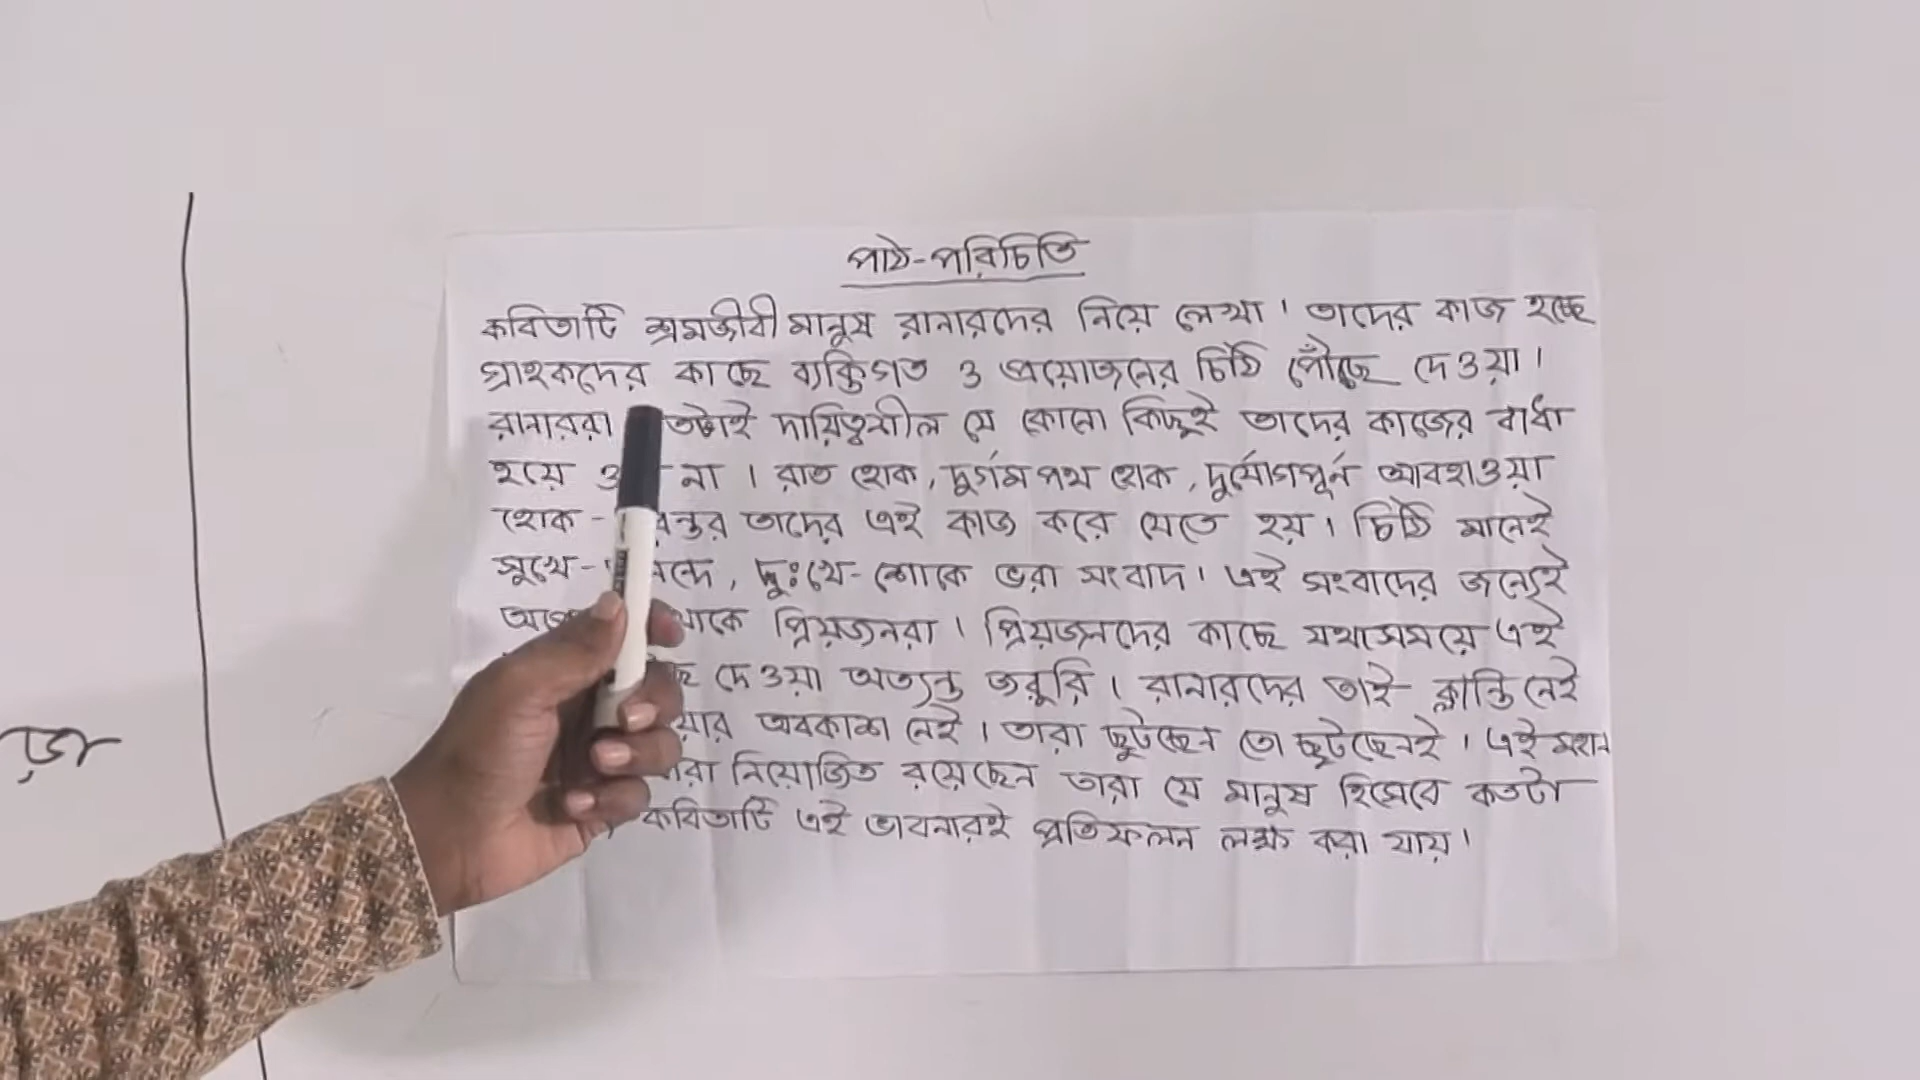 পাঠ-পরিচিতি
কবিতাটি শ্রমজীবী মানুষ রানারদের নিয়ে লেখা। তাদের কাজ হচ্ছে
গ্রাহকদের কাছে ব্যক্তিগত ও প্রয়োজনের চিঠি পৌঁছে দেওয়া।
রানাররা দায়িত্বশীল যে কোনো কিছুই তাদের কাজের বাধা
হয়ে না। রাত হোক, দুর্গম পথ হোক, দুর্যোগপূর্ন আবহাওয়া
হোক - তাদের এই কাজ করে যেতে হয়। চিঠি মানেই
সুখে- , দুঃখে-শোকে ভরা সংবাদ। এই সংবাদের জন্যেই
থাকে প্রিয়জনরা। প্রিয়জনদের কাছে যথাসময়ে এই
দেওয়া অত্যন্ত জরুরি। রানারদের তাই ক্লান্তি নেই
অবকাশ নেই। তারা ছুটছেন তো ছুটছেনই। এই মহান
নিয়োজিত রয়েছেন তারা যে মানুষ হিসেবে কতটা
কবিতাটি এই ভাবনারই প্রতিফলন লক্ষ করা যায়।